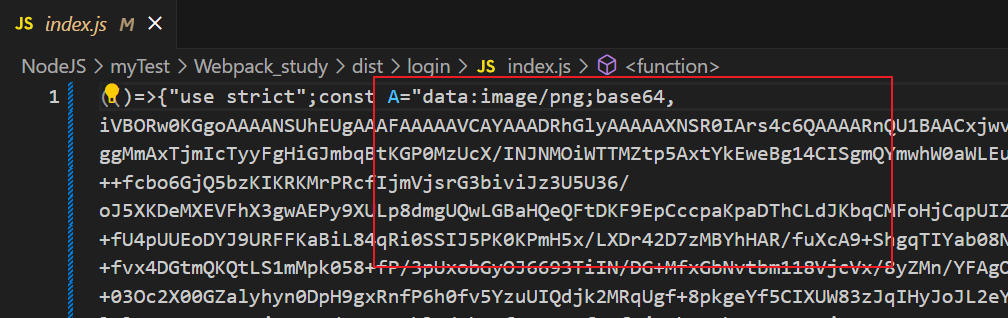 JS index.js M ×
NodeJS > myTest > Webpack_study > dist > login > JS index.js > <function>
1 ()=>{"use strict";const A="data:image/png;base64,
iVBORw0KGgoAAAANSUhEUgAAAFAAAAAVCAYAAADRhGlyAAAAAXNSR0IArs4c6QAAAARnQU1BAACxjwv
ggMmAxTjmIcTyyFgHiGJmbqBtKGP0MzUcX/INJNMOiWTTMZtp5AxtYkEweBg14CISgmQYmwhW0aWLEu
++fcbo6GjQ5bzKIKRKMrPRcfIjmVjsrG3biviJz3U5U36/
oJ5XKDeMXEVFhX3gwAEPy9XULp8dmgUQwLGBaHQeQFtDKF9EpCccpaKpaDThCLdJKbqCMFoHjCqpUIZ
+fU4pUUEoDYJ9URFFKaBiL84qRi0SSIJ5PK0KPmH5x/LXDr42D7zMBYhHAR/fuXcA9+ShgqTIYab08N
+fvx4DGtmQKQtLS1mMpk058+fP/3pUxobGyOJ6693TiIN/DG+MfxGbNvtbm118VjcVx/8yZMn/YFAgC
+03Oc2X00GZalyhyn0DpH9gxRnfP6h0fv5YzuUIQdjk2MRqUgf+8pkgeYf5CIXUW83zJqIHyJoJL2eY